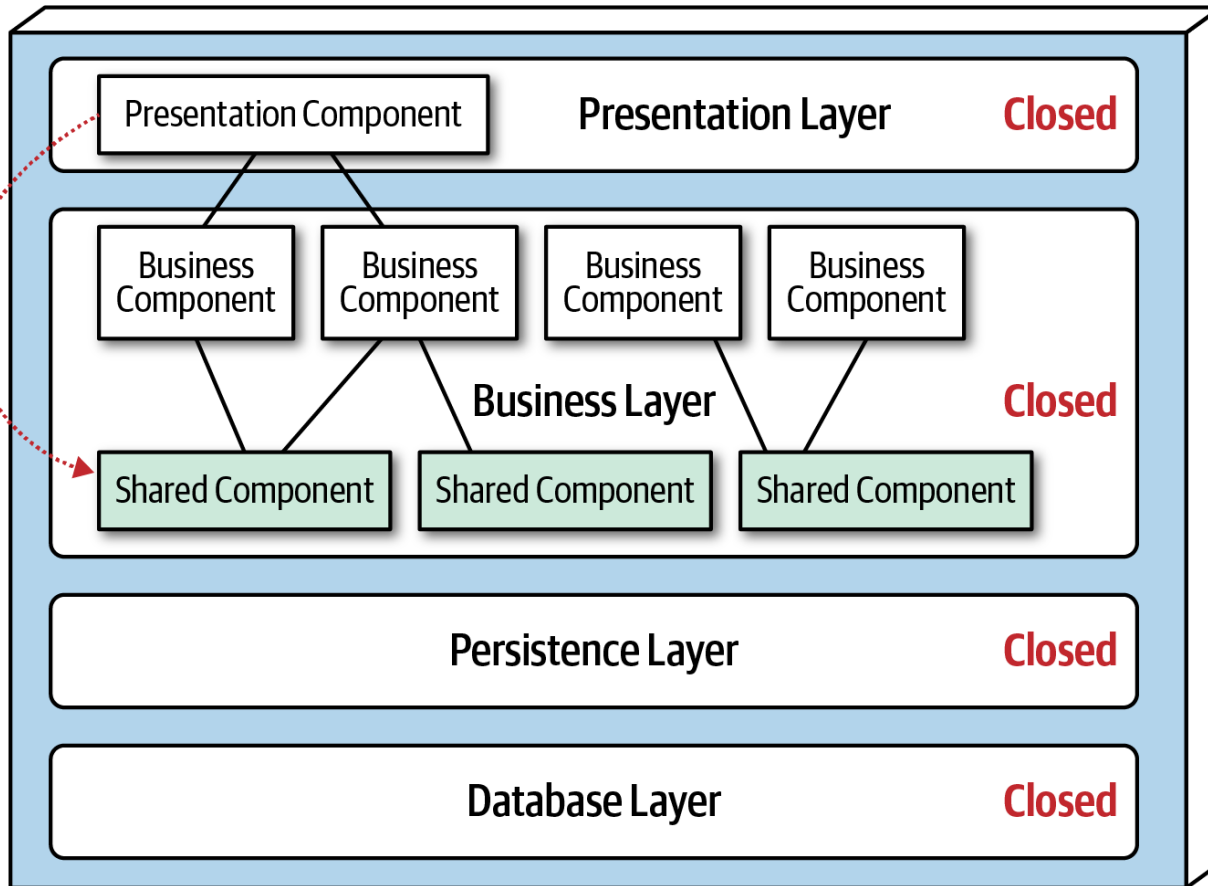 Presentation Component
Presentation Layer
Closed
Business
Component
Business
Component
Business
Component
Business
Component
Business Layer
Closed
Shared Component
Shared Component
Shared Component
Persistence Layer
Closed
Database Layer
Closed